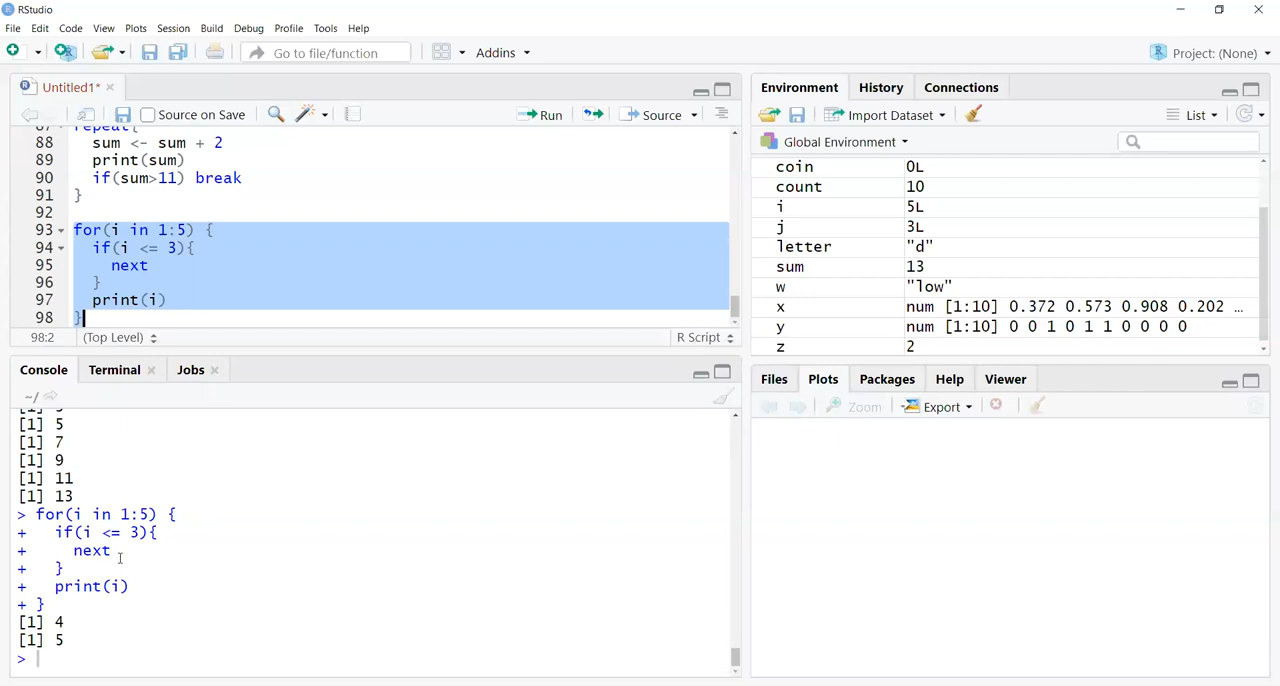 RStudio
File Edit Code View Plots Session Build Debug Profile Tools Help
Go to file/function Addins Project: (None)
Untitled1*
Source on Save Run Source
87 repeat{
88 sum <- sum + 2
89 print(sum)
90 if(sum>11) break
91 }
92
93 for(i in 1:5) {
94 if(i <= 3){
95 next
96 }
97 print(i)
98 }
98:2 (Top Level) R Script
Console Terminal Jobs
~/
[1] 5
[1] 7
[1] 9
[1] 11
[1] 13
> for(i in 1:5) {
+ if(i <= 3){
+ next
+ }
+ print(i)
+ }
[1] 4
[1] 5
>
Environment History Connections
Import Dataset List
Global Environment
coin 0L
count 10
i 5L
j 3L
letter "d"
sum 13
w "low"
x num [1:10] 0.372 0.573 0.908 0.202 ...
y num [1:10] 0 0 1 0 1 1 0 0 0 0
z 2
Files Plots Packages Help Viewer
Zoom Export